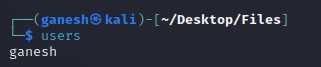 ┌──(ganesh㉿kali)-[~/Desktop/Files]
└─$ users
ganesh